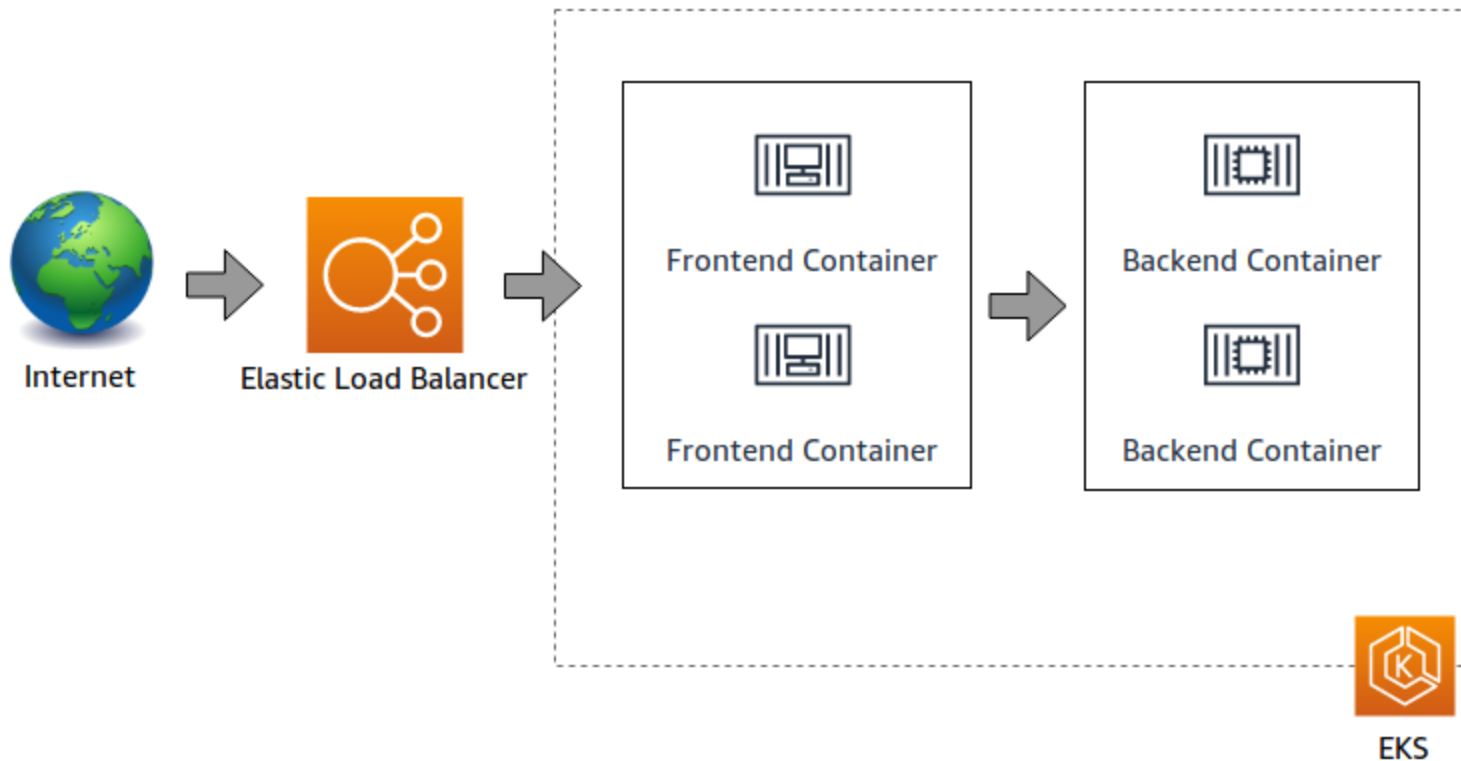 Frontend Container
Backend Container
Internet
Elastic Load Balancer
Frontend Container
Backend Container
K
EKS